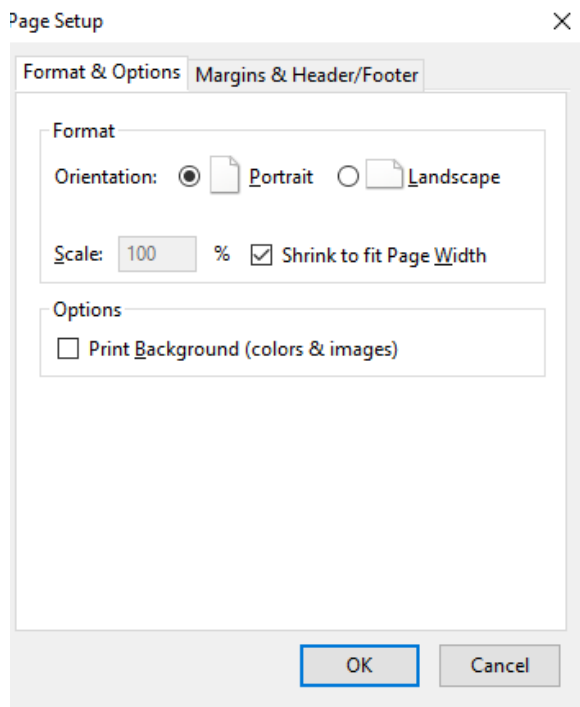 Page Setup
Format & Options Margins & Header/Footer
Format
Orientation: Portrait Landscape
Scale: 100 % Shrink to fit Page Width
Options
Print Background (colors & images)
OK Cancel